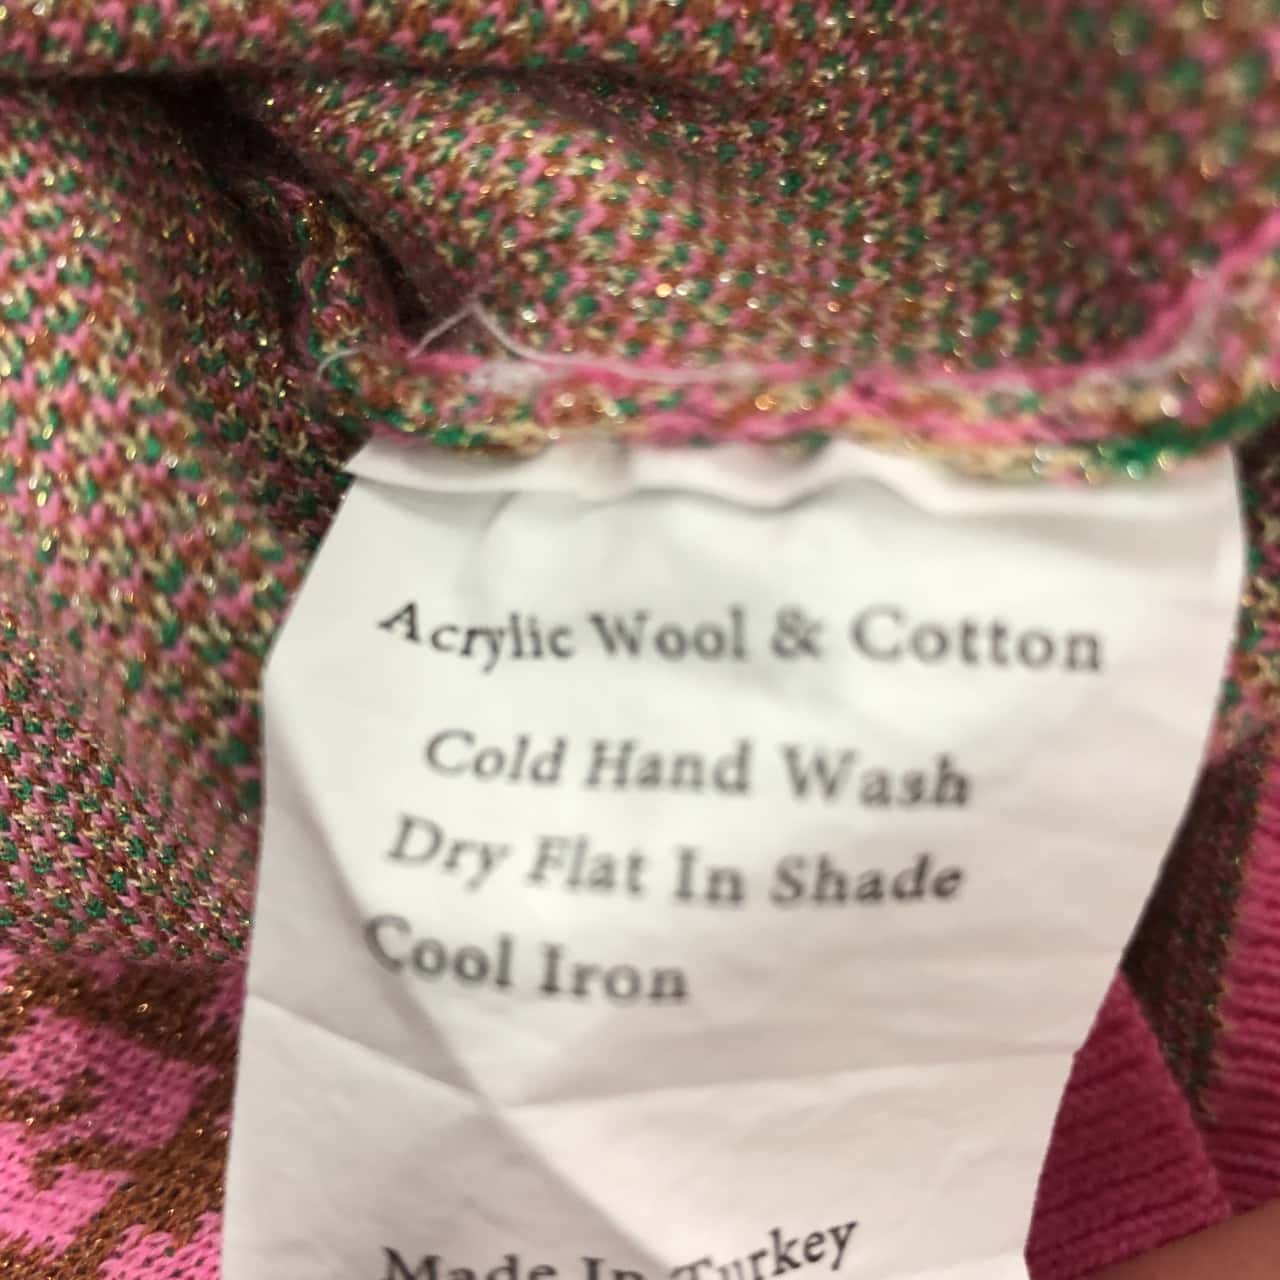 Acrylic Wool & Cotton
Cold Hand Wash
Dry Flat In Shade
Cool Iron
Made In Turkey